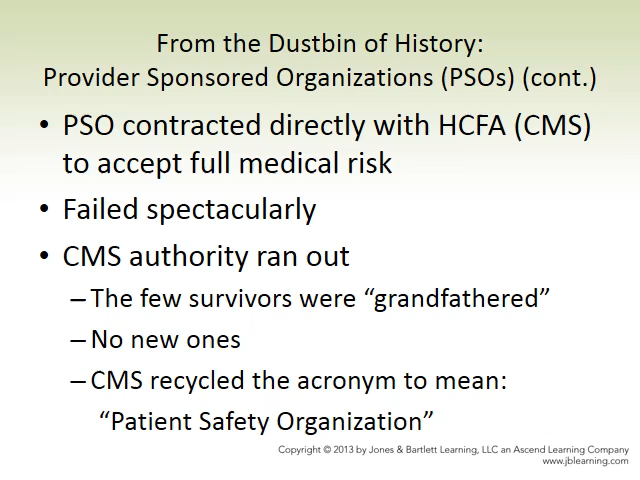 From the Dustbin of History:
Provider Sponsored Organizations (PSOs) (cont.)
• PSO contracted directly with HCFA (CMS)
to accept full medical risk
• Failed spectacularly
• CMS authority ran out
– The few survivors were “grandfathered”
– No new ones
– CMS recycled the acronym to mean:
“Patient Safety Organization”
Copyright © 2013 by Jones & Bartlett Learning, LLC an Ascend Learning Company
www.jblearning.com